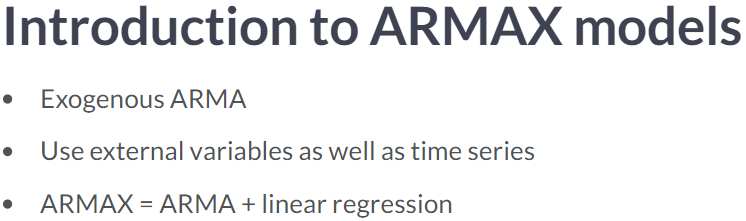 Introduction to ARMAX models
• Exogenous ARMA
• Use external variables as well as time series
• ARMAX = ARMA + linear regression